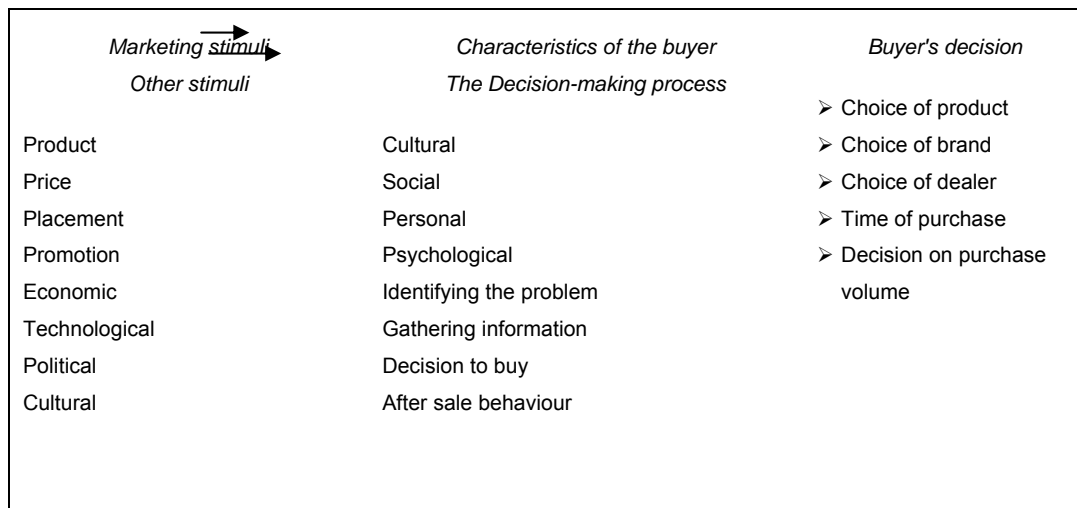 Marketing stimuli
Other stimuli
Product
Price
Placement
Promotion
Economic
Technological
Political
Cultural
Characteristics of the buyer
The Decision-making process
Cultural
Social
Personal
Psychological
Identifying the problem
Gathering information
Decision to buy
After sale behaviour
Buyer's decision
➢ Choice of product
➢ Choice of brand
➢ Choice of dealer
➢ Time of purchase
➢ Decision on purchase
volume